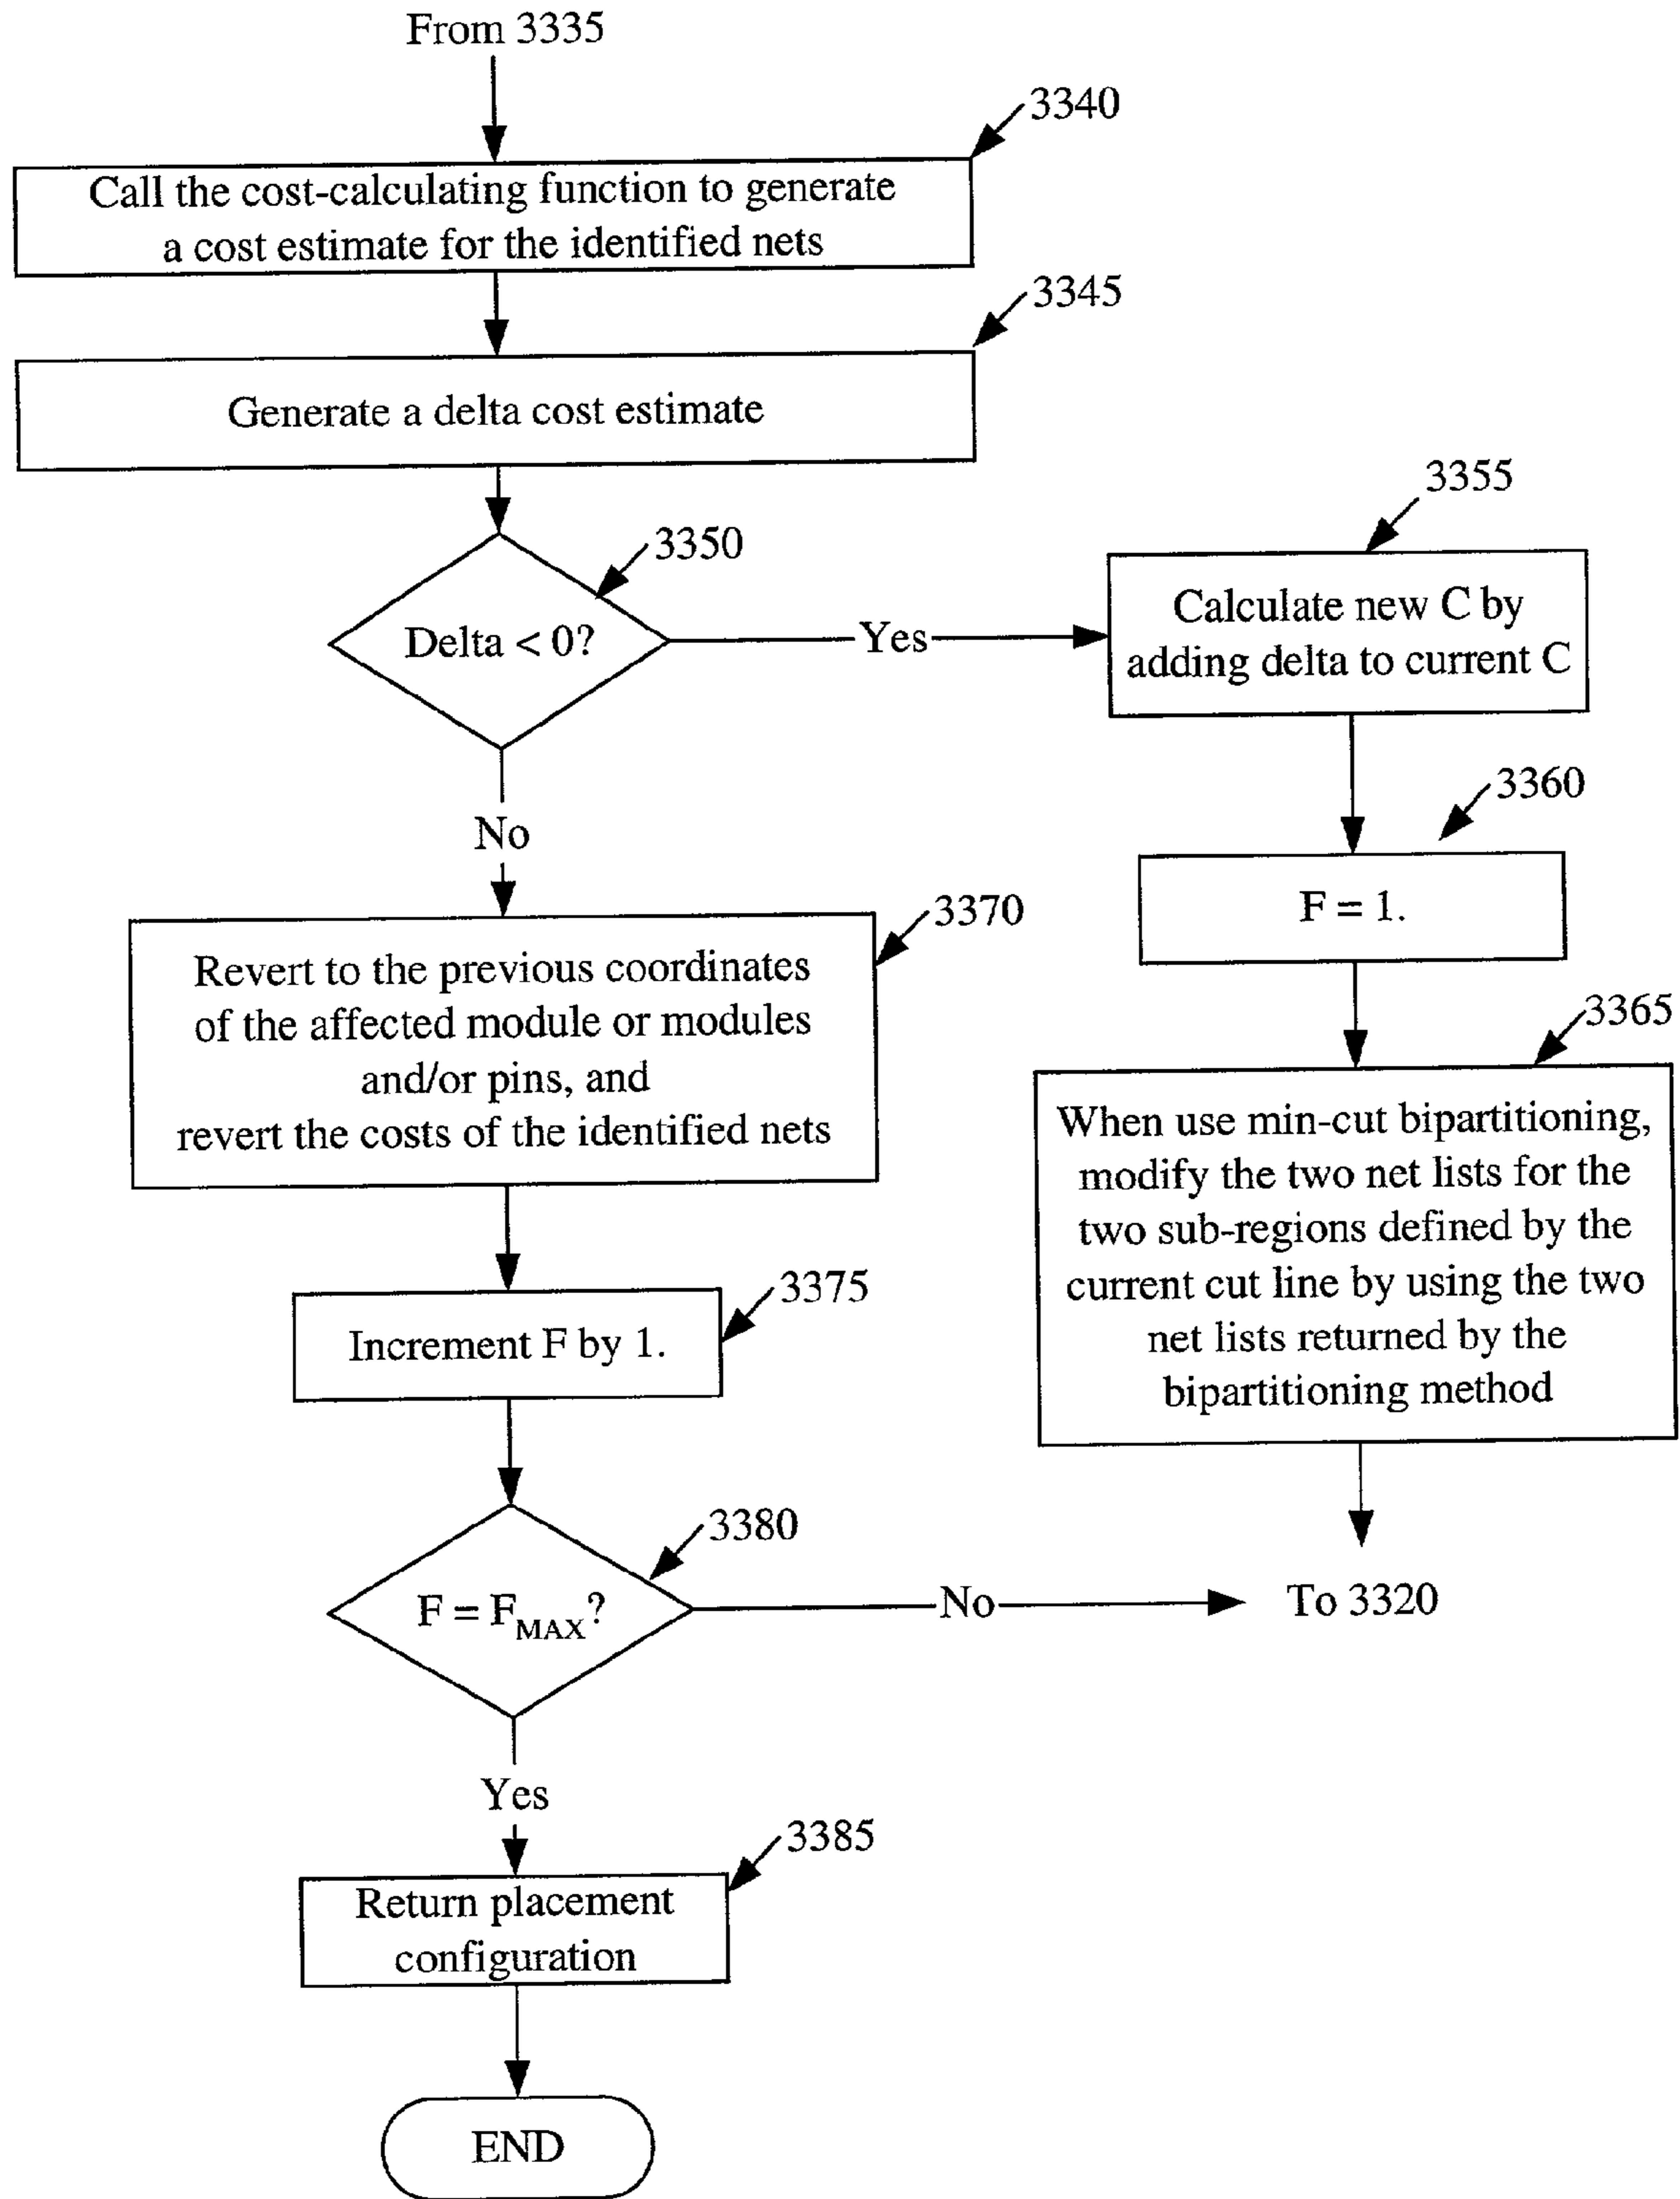 From 3335
3340
Call the cost-calculating function to generate
a cost estimate for the identified nets
3345
Generate a delta cost estimate
3350
Delta < 0?
Yes
3355
Calculate new C by
adding delta to current C
No
3360
F = 1.
3370
Revert to the previous coordinates
of the affected module or modules
and/or pins, and
revert the costs of the identified nets
3365
When use min-cut bipartitioning,
modify the two net lists for the
two sub-regions defined by the
current cut line by using the two
net lists returned by the
bipartitioning method
3375
Increment F by 1.
3380
F = FMAX?
No
To 3320
Yes
3385
Return placement
configuration
END